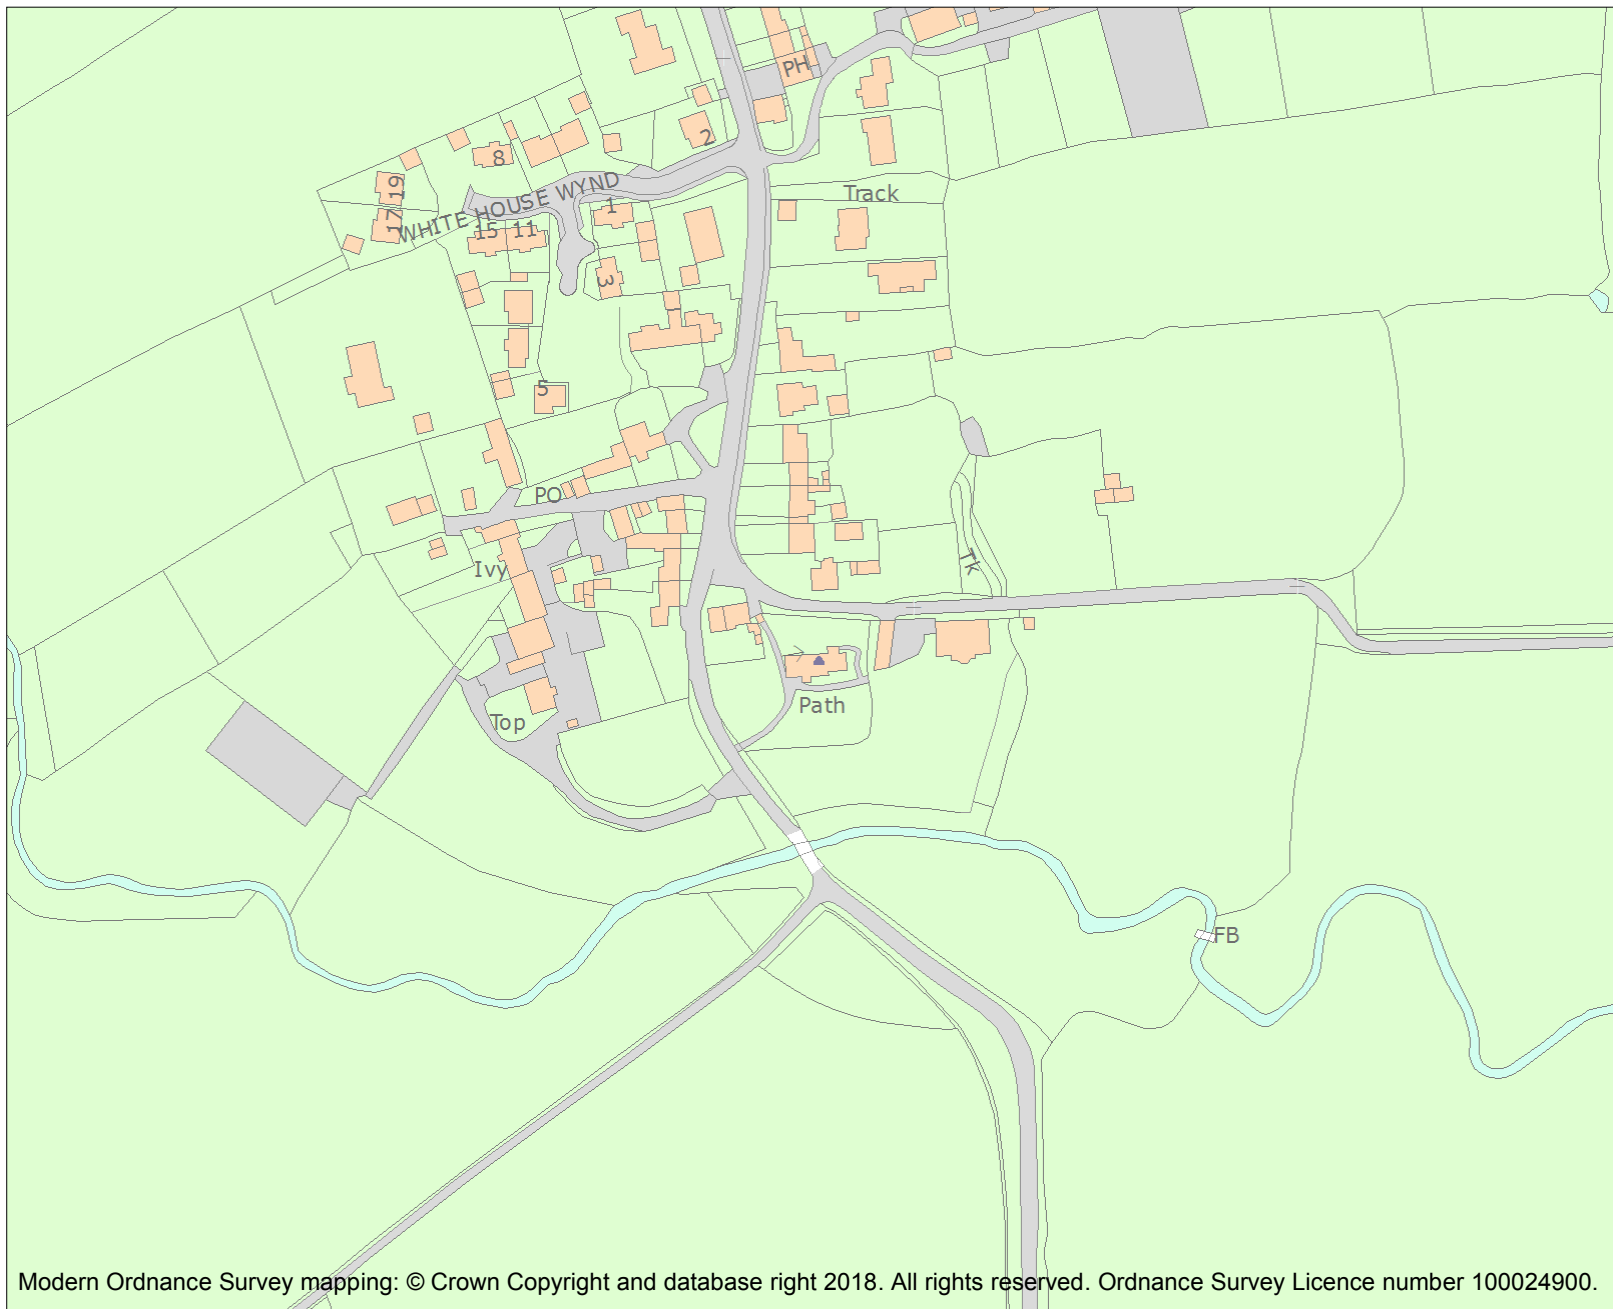 PH
2
8
19
17
WHITE HOUSE WYND
1
Track
15
11
3
5
PO
Ivy
Tk
Path
Top
FB
Modern Ordnance Survey mapping: © Crown Copyright and database right 2018. All rights reserved. Ordnance Survey Licence number 100024900.